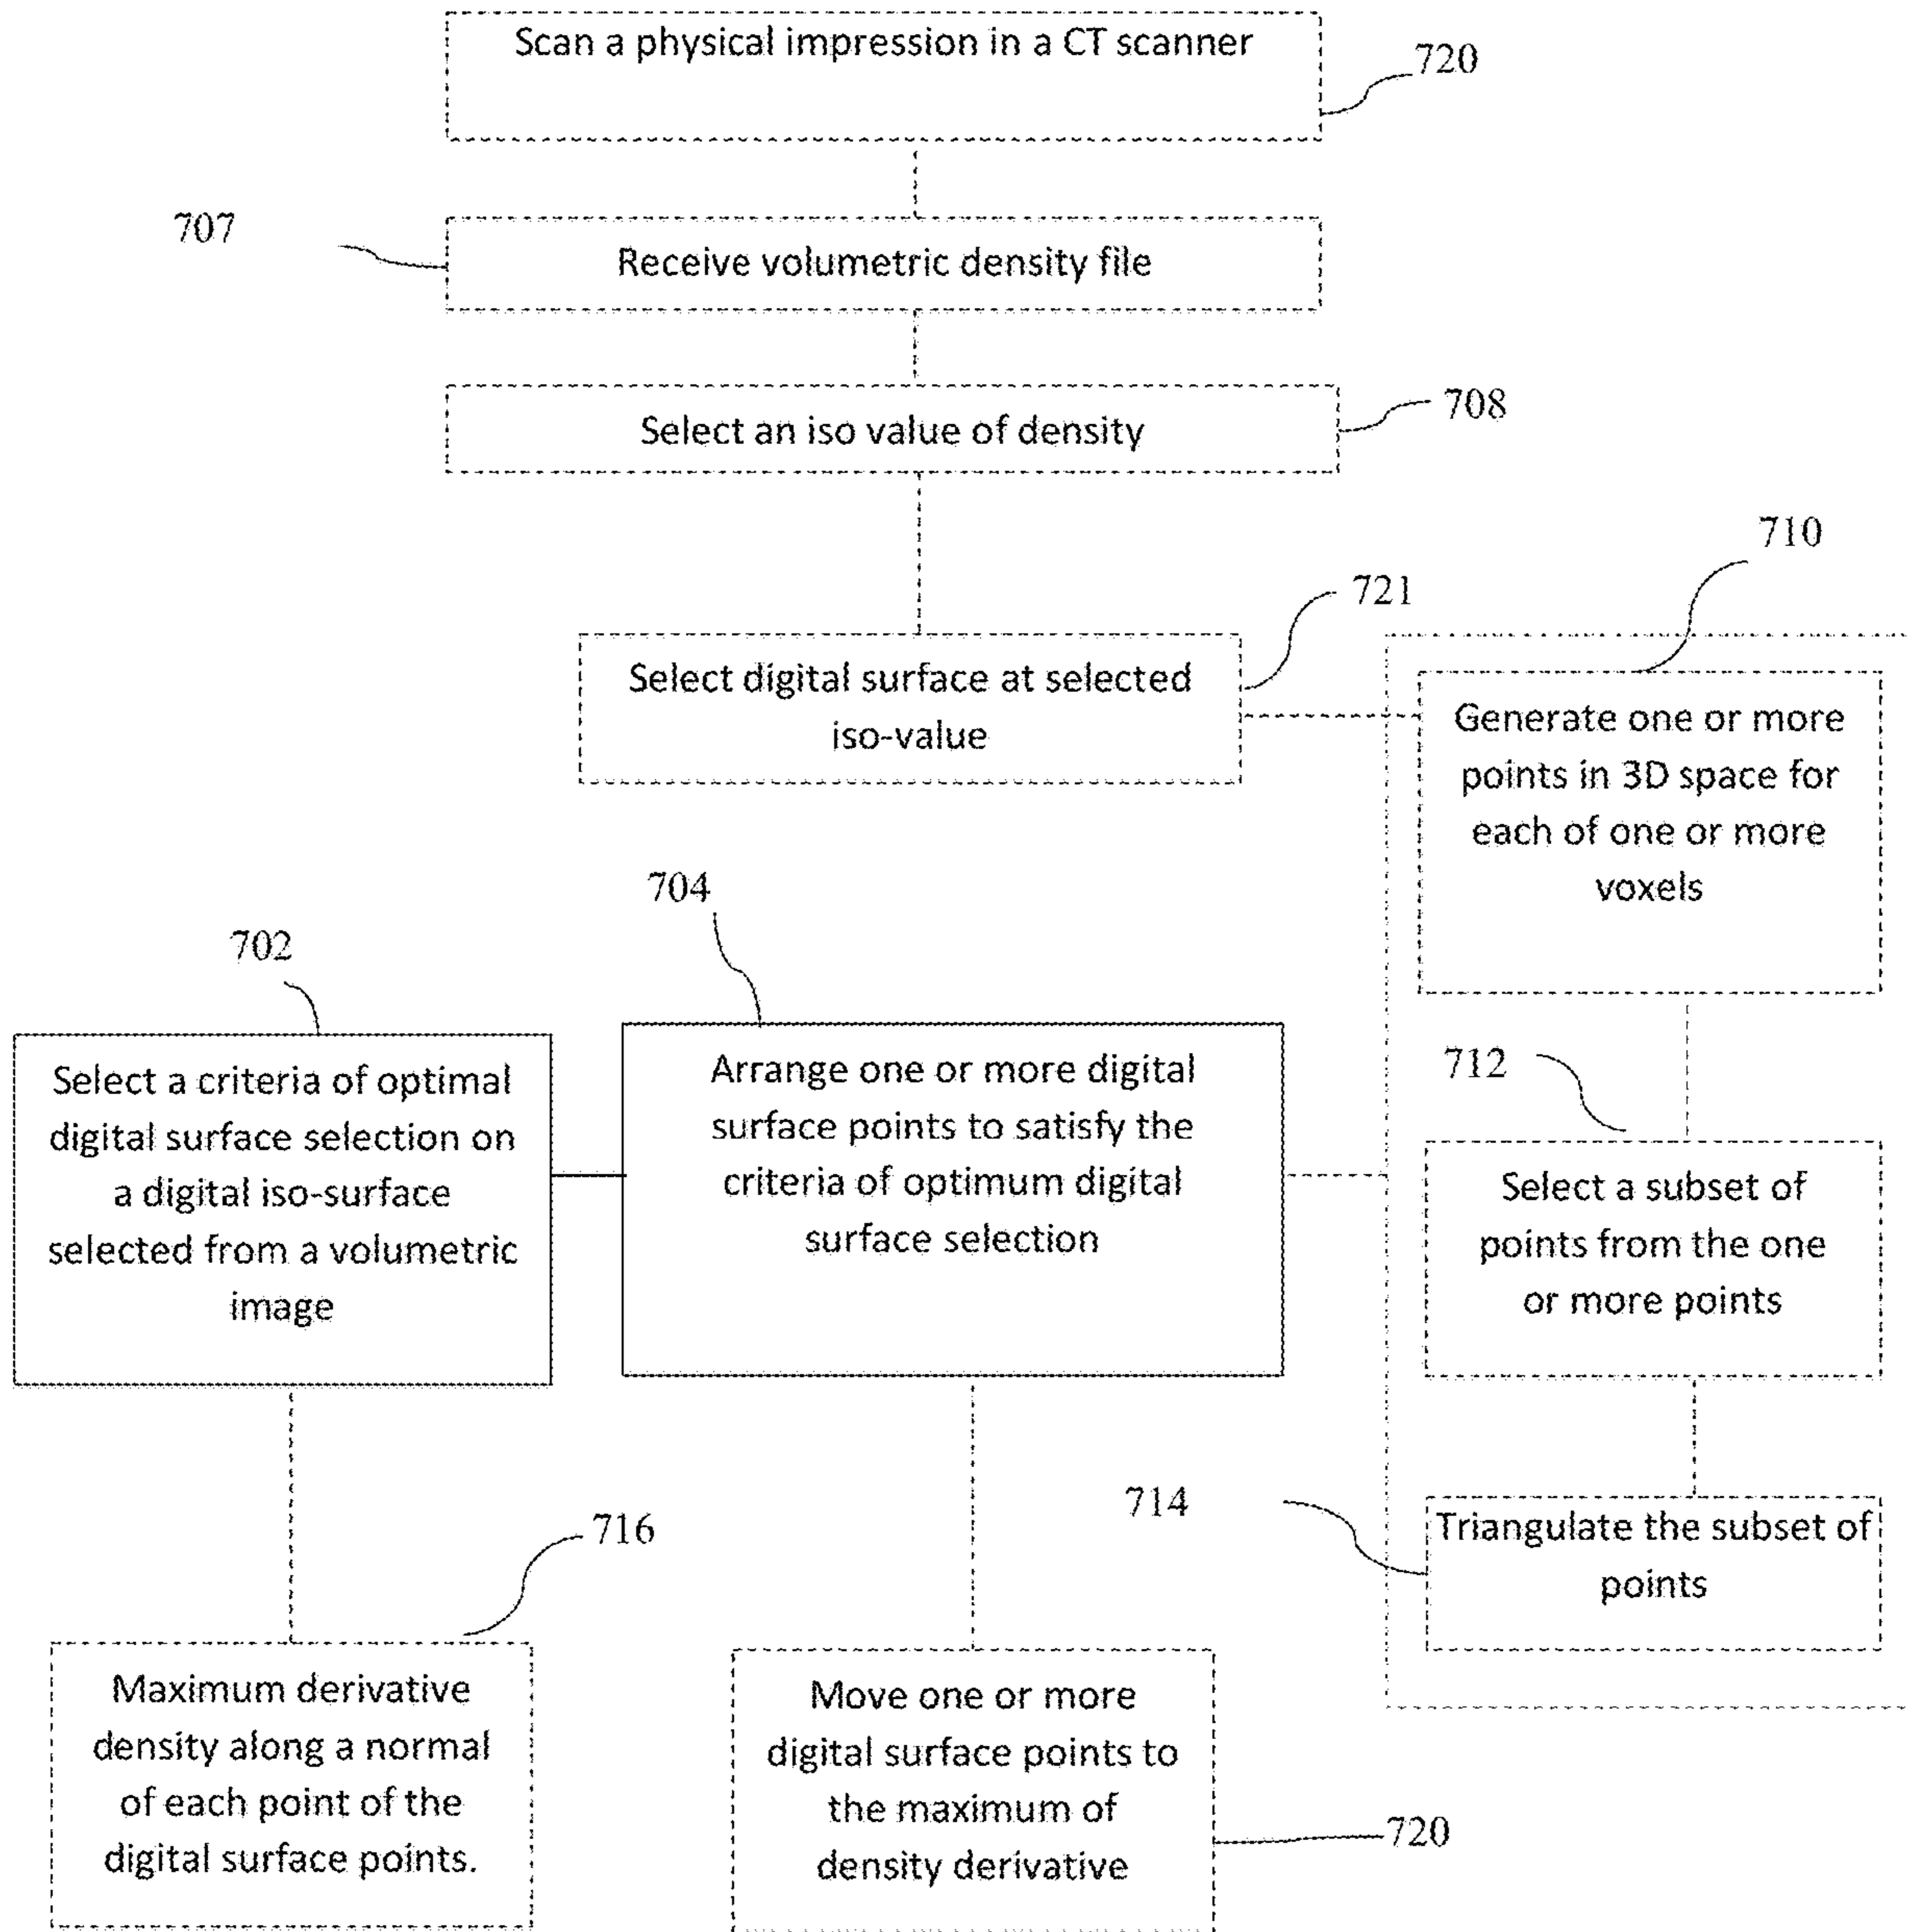 Scan a physical impression in a CT scanner
720
707
Receive volumetric density file
Select an iso value of density
708
710
721
Select digital surface at selected
iso-value
Generate one or more
points in 3D space for
each of one or more
voxels
704
702
Select a criteria of optimal
digital surface selection on
a digital iso-surface
selected from a volumetric
image
Arrange one or more digital
surface points to satisfy the
criteria of optimum digital
surface selection
712
Select a subset of
points from the one
or more points
714
Triangulate the subset of
points
716
Maximum derivative
density along a normal
of each point of the
digital surface points.
Move one or more
digital surface points to
the maximum of
density derivative
720